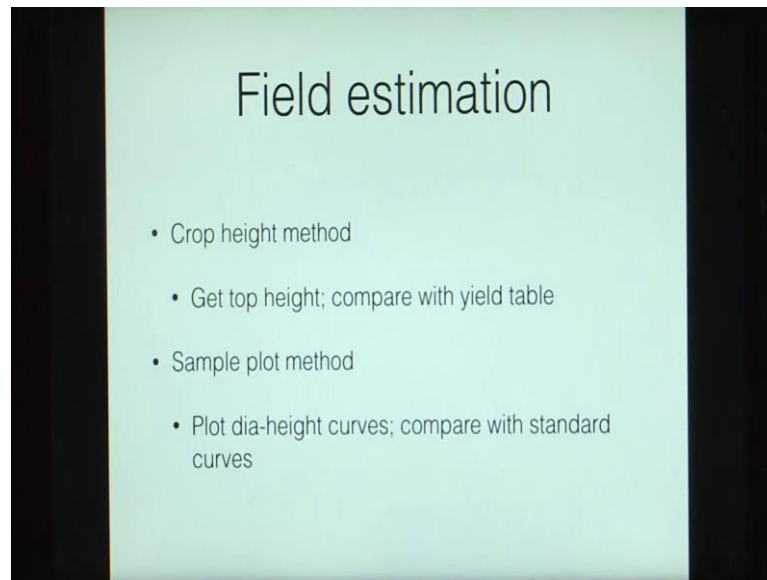 Field estimation
• Crop height method
• Get top height; compare with yield table
• Sample plot method
• Plot dia-height curves; compare with standard
curves